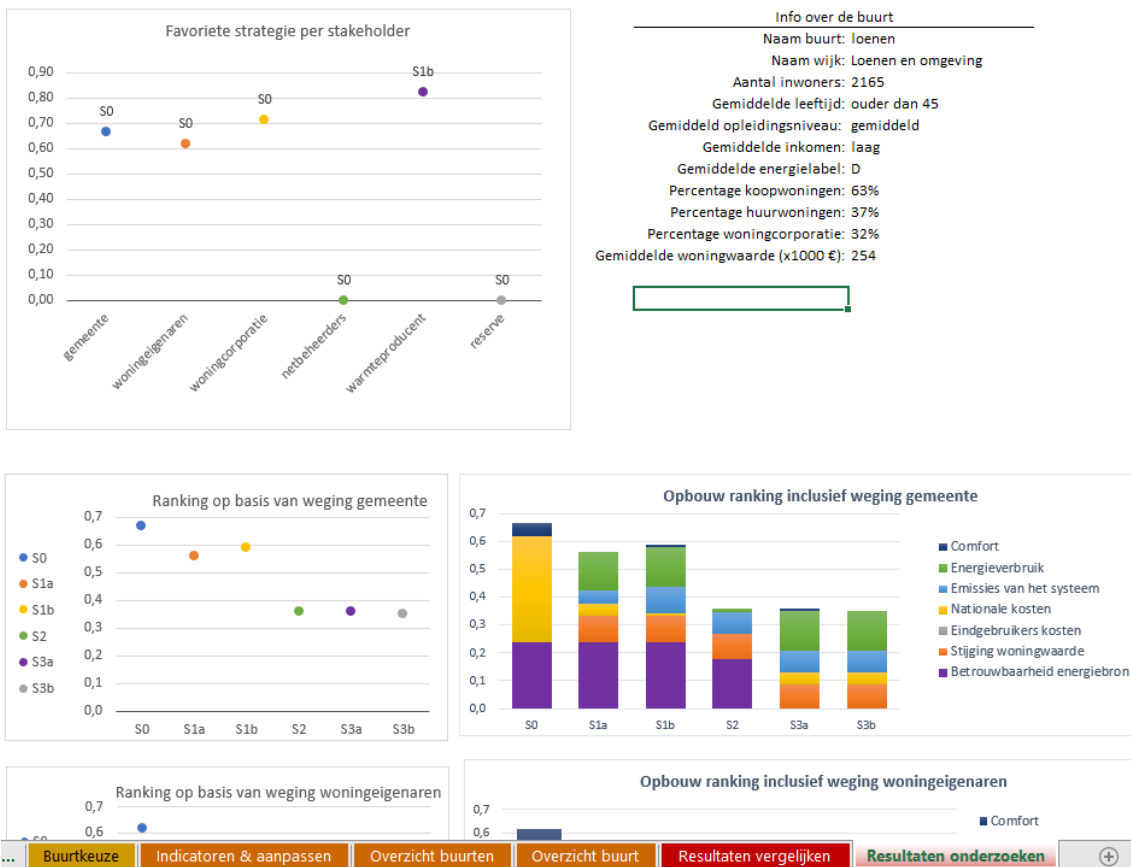 Favoriete strategie per stakeholder
0,90
0,80
0,70
0,60
0,50
0,40
0,30
0,20
0,10
0,00
S0
S0
S0
S0
S1b
S0
gemeente
woningeigenaren
woningcorporatie
netbeheerders
warmteproducent
reserve
Info over de buurt
Naam buurt: loenen
Naam wijk: Loenen en omgeving
Aantal inwoners: 2165
Gemiddelde leeftijd: ouder dan 45
Gemiddeld opleidingsniveau: gemiddeld
Gemiddelde inkomen: laag
Gemiddelde energielabel: D
Percentage koopwoningen: 63%
Percentage huurwoningen: 37%
Percentage woningcorporatie: 32%
Gemiddelde woningwaarde (x1000 €): 254
Ranking op basis van weging gemeente
0,7
0,6
0,5
0,4
0,3
0,2
0,1
0,0
S0 S1a S1b S2 S3a S3b
S0
S1a
S1b
S2
S3a
S3b
Opbouw ranking inclusief weging gemeente
0,7
0,6
0,5
0,4
0,3
0,2
0,1
0,0
S0 S1a S1b S2 S3a S3b
Comfort
Energieverbruik
Emissies van het systeem
Nationale kosten
Eindgebruikers kosten
Stijging woningwaarde
Betrouwbaarheid energiebron
Ranking op basis van weging woningeigenaren
0,7
0,6
Opbouw ranking inclusief weging woningeigenaren
0,7
0,6
Comfort
... Buurtkeuze Indicatoren & aanpassen Overzicht buurten Overzicht buurt Resultaten vergelijken Resultaten onderzoeken